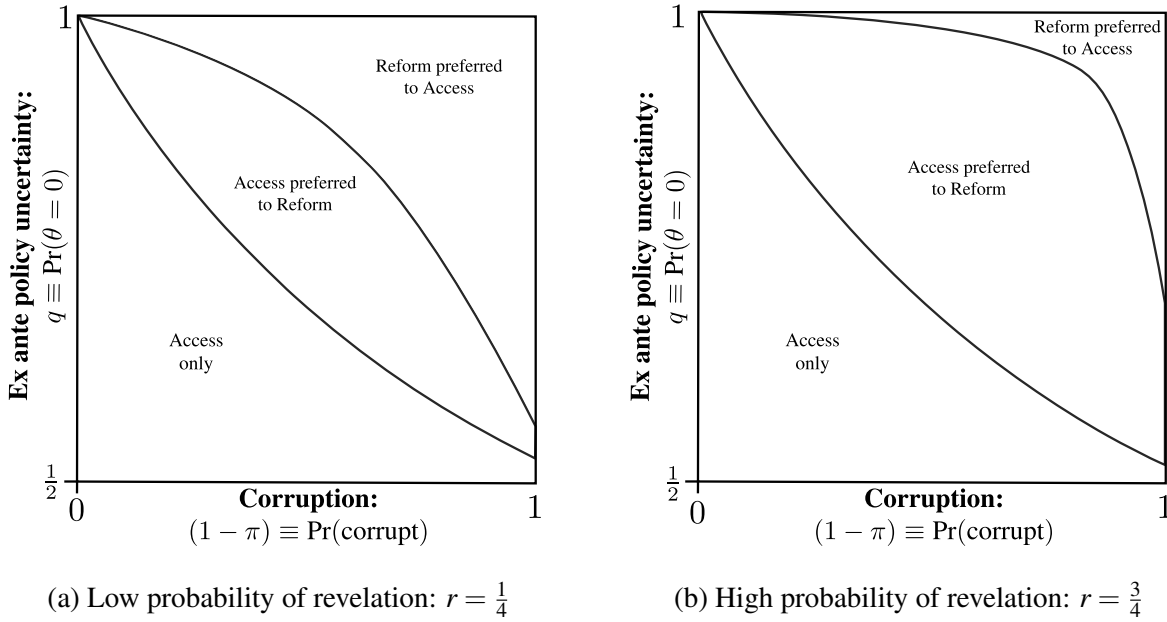 Ex ante policy uncertainty:
q ≡ Pr(θ = 0)
1
1/2
Reform preferred
to Access
Access preferred
to Reform
Access
only
0
1
Corruption:
(1 − π) ≡ Pr(corrupt)
(a) Low probability of revelation: r = 1/4
Ex ante policy uncertainty:
q ≡ Pr(θ = 0)
1
1/2
Reform preferred
to Access
Access preferred
to Reform
Access
only
0
1
Corruption:
(1 − π) ≡ Pr(corrupt)
(b) High probability of revelation: r = 3/4